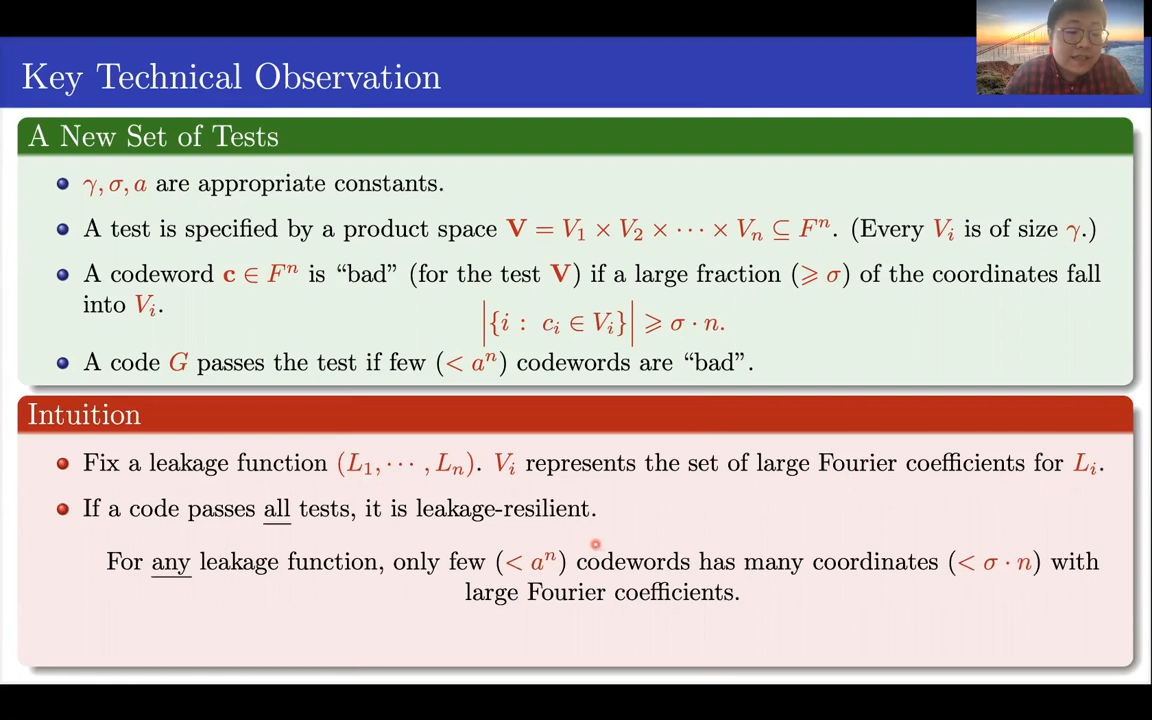 Key Technical Observation
A New Set of Tests
γ, σ, a are appropriate constants.
A test is specified by a product space V = V₁ × V₂ × ⋯ × Vₙ ⊆ Fⁿ. (Every Vᵢ is of size γ.)
A codeword c ∈ Fⁿ is “bad” (for the test V) if a large fraction (⩾ σ) of the coordinates fall
into Vᵢ.
|{i : cᵢ ∈ Vᵢ}| ⩾ σ · n.
A code G passes the test if few (< aⁿ) codewords are “bad”.
Intuition
Fix a leakage function (L₁, ⋯ , Lₙ). Vᵢ represents the set of large Fourier coefficients for Lᵢ.
If a code passes all tests, it is leakage-resilient.
For any leakage function, only few (< aⁿ) codewords has many coordinates (< σ · n) with
large Fourier coefficients.